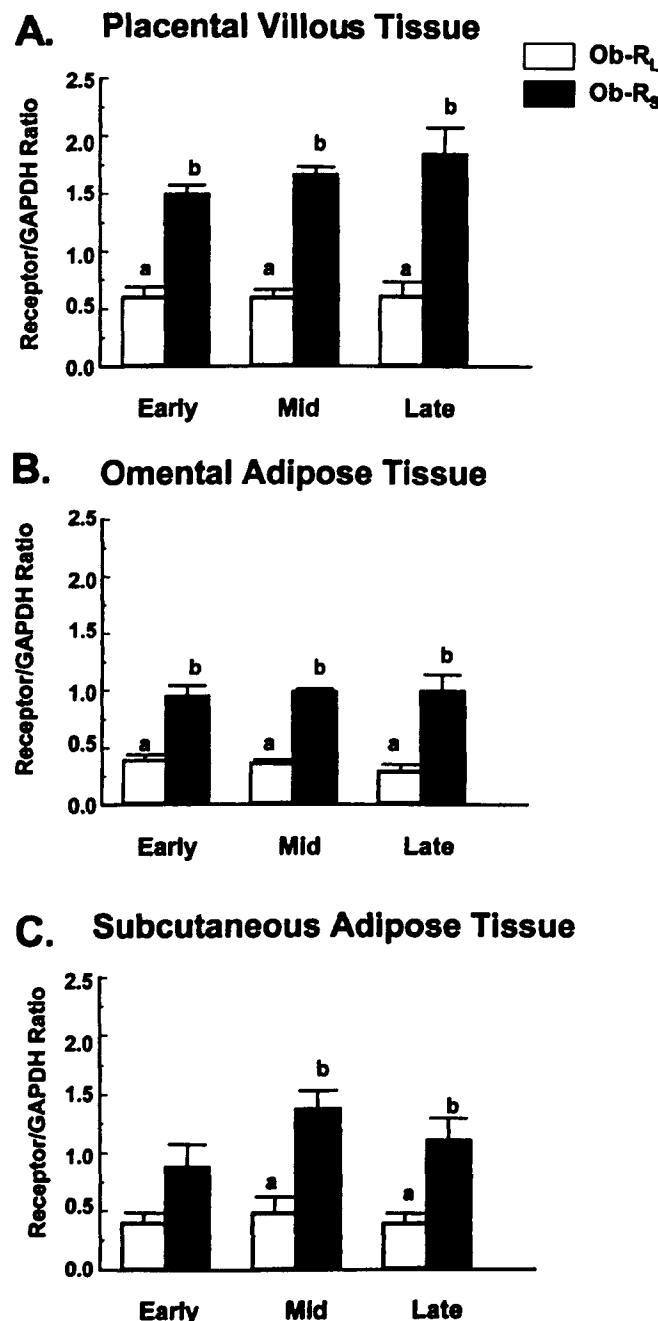 A. Placental Villous Tissue
Ob-R_L
Ob-R_S
Receptor/GAPDH Ratio
2.5
2.0
1.5
1.0
0.5
0.0
a b a b a b
Early Mid Late
B. Omental Adipose Tissue
Receptor/GAPDH Ratio
2.5
2.0
1.5
1.0
0.5
0.0
a b a b a b
Early Mid Late
C. Subcutaneous Adipose Tissue
Receptor/GAPDH Ratio
2.5
2.0
1.5
1.0
0.5
0.0
a b a b
Early Mid Late